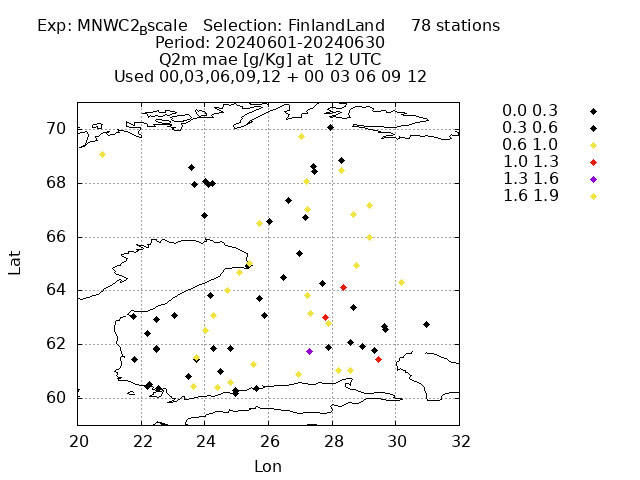 Exp: MNWC2Bscale   Selection: FinlandLand     78 stations
Period: 20240601-20240630
Q2m mae [g/Kg] at  12 UTC
Used 00,03,06,09,12 + 00 03 06 09 12
0.0 0.3
0.3 0.6
0.6 1.0
1.0 1.3
1.3 1.6
1.6 1.9
70
68
66
64
62
60
Lat
20 22 24 26 28 30 32
Lon